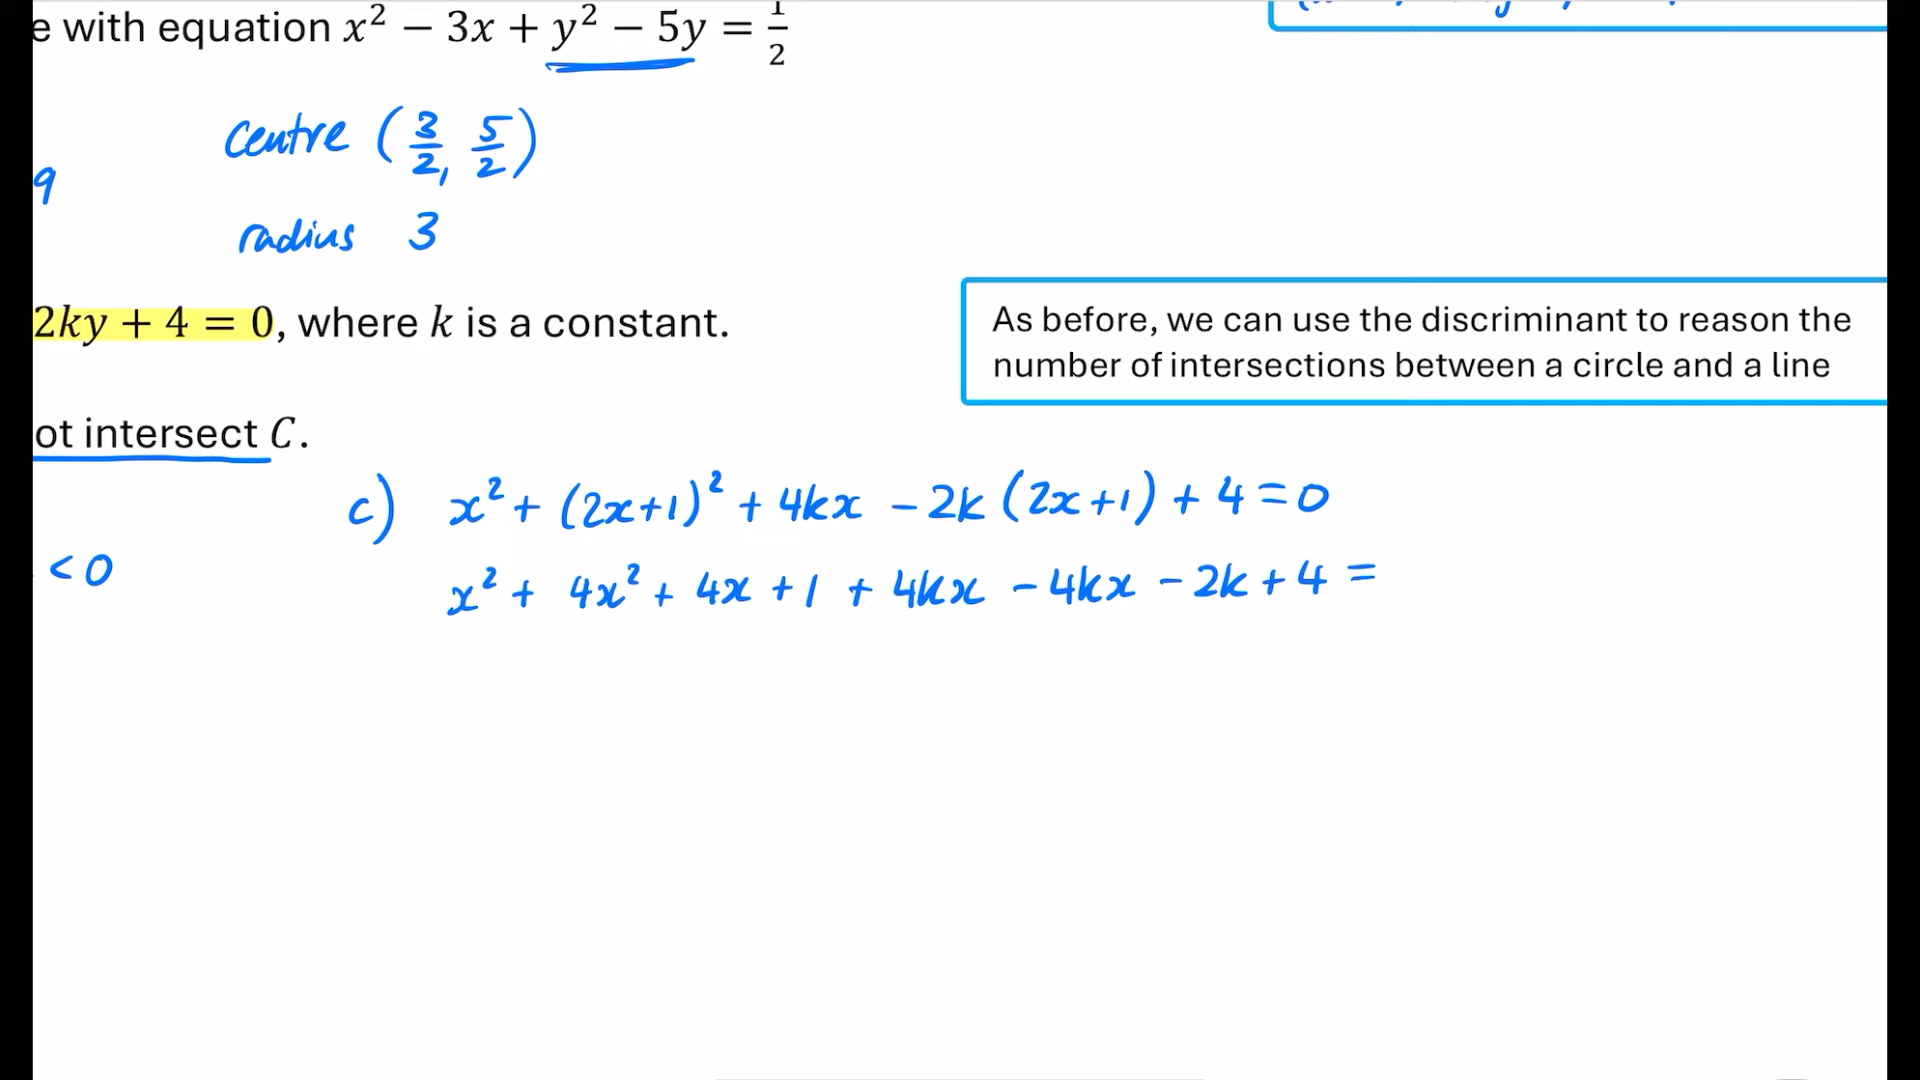 e with equation x² − 3x + y² − 5y = 1/2
centre (3/2, 5/2)
9
radius 3
2ky + 4 = 0, where k is a constant.
As before, we can use the discriminant to reason the
number of intersections between a circle and a line
ot intersect C.
c) x² + (2x+1)² + 4kx − 2k (2x+1) + 4 = 0
< 0
x² + 4x² + 4x + 1 + 4kx − 4kx − 2k + 4 =